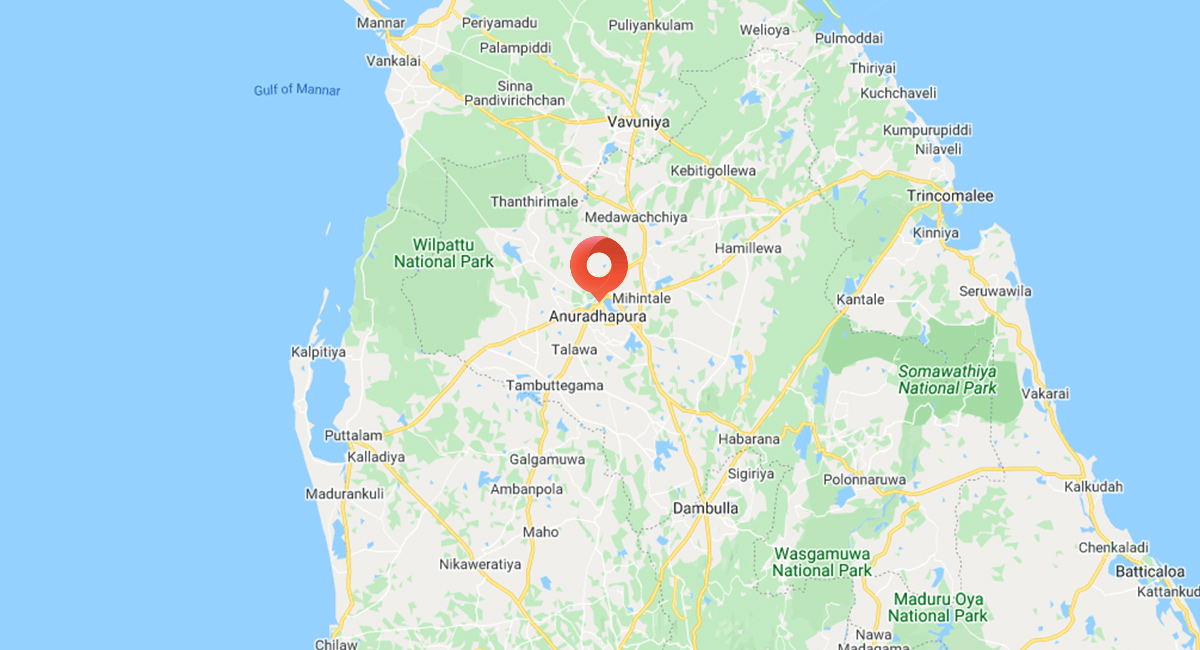 Mannar
Periyamadu
Puliyankulam
Welioya
Pulmoddai
Palampiddi
Vankalai
Thiriyai
Gulf of Mannar
Sinna
Pandivirichchan
Kuchchaveli
Vavuniya
Kumpurupiddi
Nilaveli
Kebitigollewa
Thanthirimale
Trincomalee
Medawachchiya
Kinniya
Wilpattu
National Park
Hamillewa
Mihintale
Kantale
Seruwawila
Anuradhapura
Kalpitiya
Talawa
Somawathiya
National Park
Tambuttegama
Vakarai
Puttalam
Habarana
Kalladiya
Galgamuwa
Sigiriya
Polonnaruwa
Madurankuli
Ambanpola
Kalkudah
Dambulla
Maho
Chenkaladi
Nikaweratiya
Wasgamuwa
National Park
Batticaloa
Kattankud
Maduru Oya
National Park
Chilaw
Nawa
Madagama